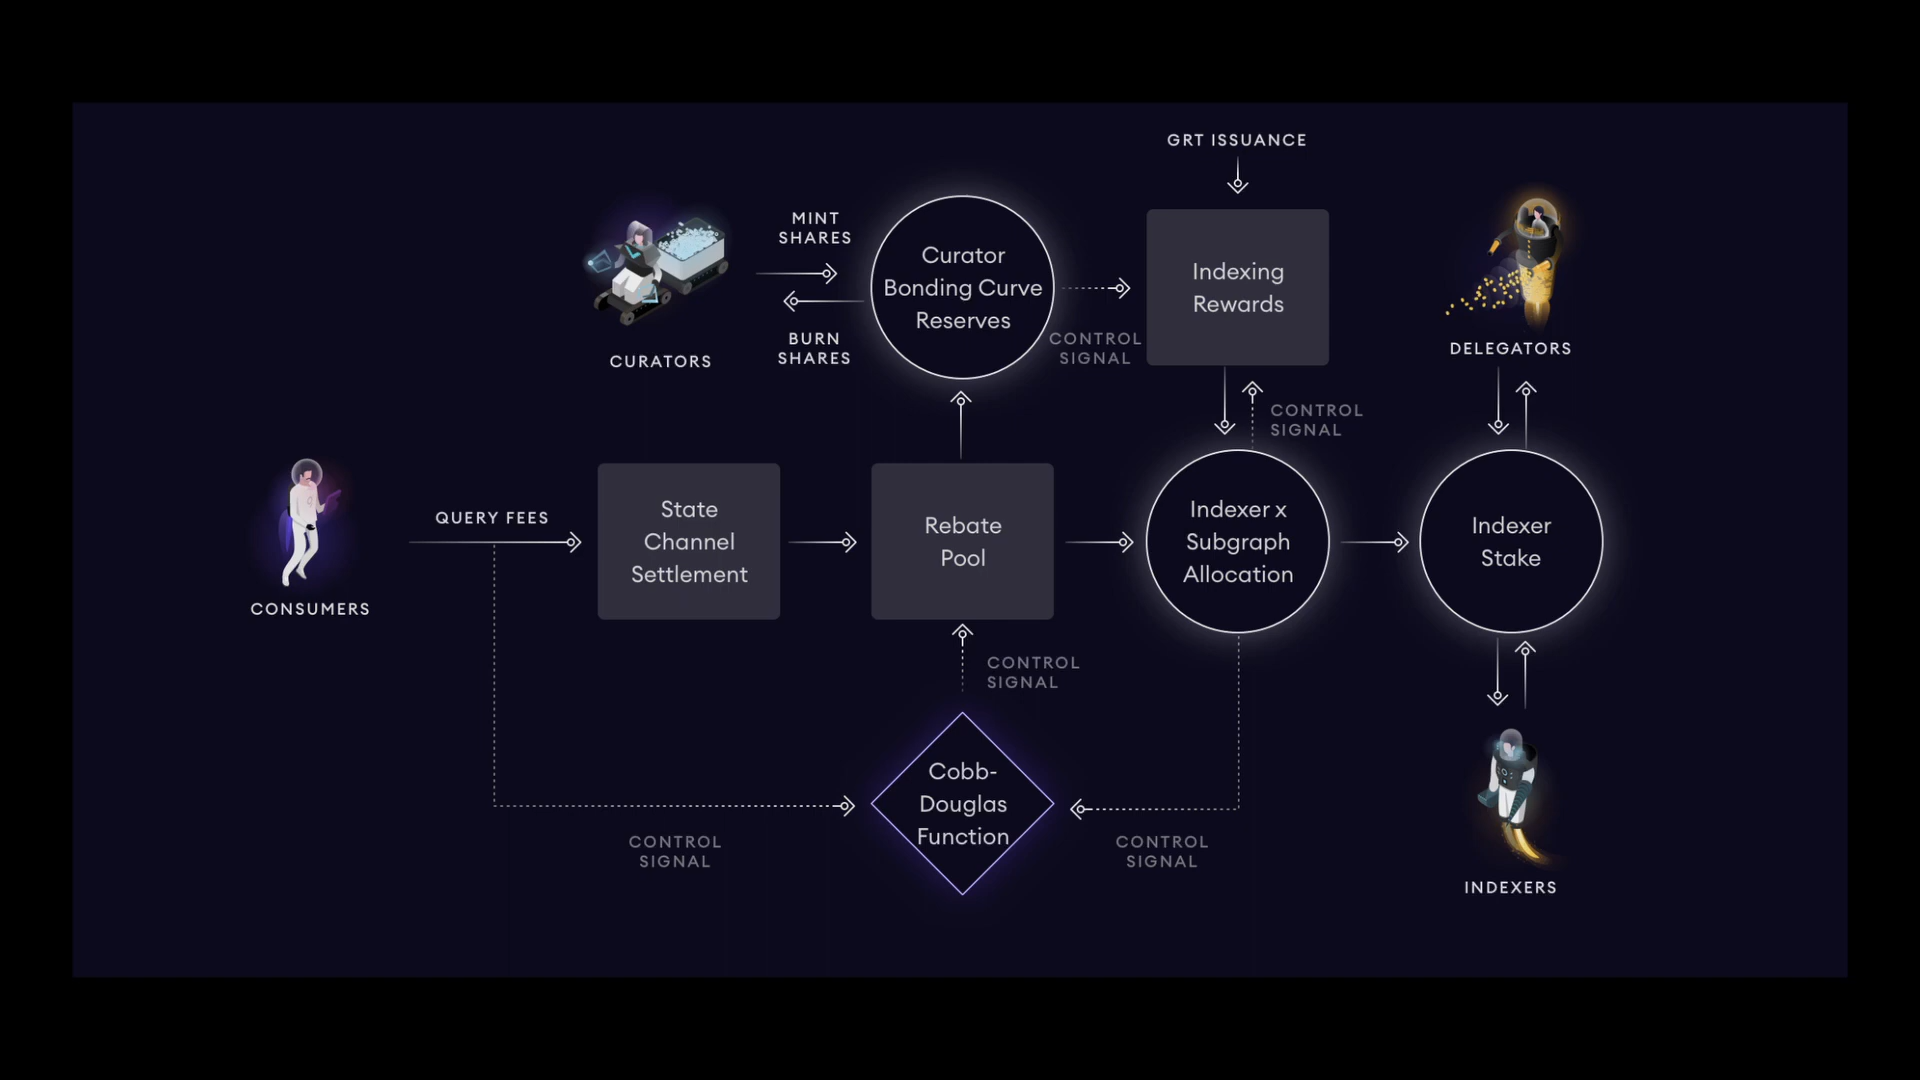 GRT ISSUANCE
MINT
SHARES
Curator
Bonding Curve
Reserves
Indexing
Rewards
BURN
SHARES
CONTROL
SIGNAL
CURATORS
DELEGATORS
CONTROL
SIGNAL
QUERY FEES
State
Channel
Settlement
Rebate
Pool
Indexer x
Subgraph
Allocation
Indexer
Stake
CONSUMERS
CONTROL
SIGNAL
Cobb-
Douglas
Function
CONTROL
SIGNAL
CONTROL
SIGNAL
INDEXERS